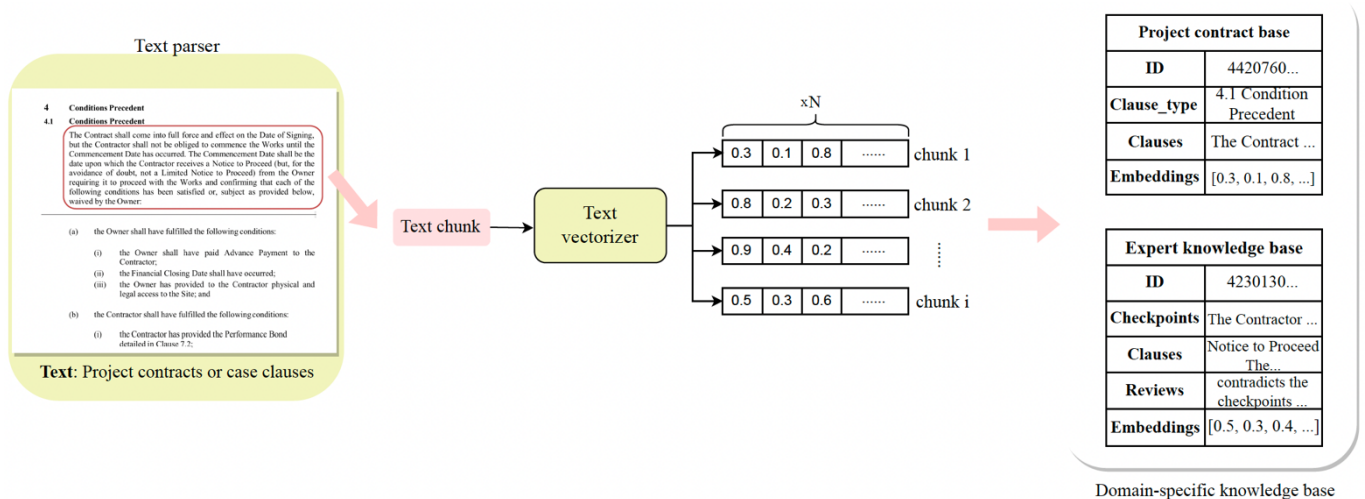 Text parser
4 Conditions Precedent
4.1 Conditions Precedent
The Contract shall come into full force and effect on the Date of Signing,
but the Contractor shall not be obliged to commence the Works until the
Commencement Date has occurred. The Commencement Date shall be the
date upon which the Contractor receives a Notice to Proceed (but, for the
avoidance of doubt, not a Limited Notice to Proceed) from the Owner
requiring it to proceed with the Works and confirming that each of the
following conditions has been satisfied or, subject as provided below,
waived by the Owner:
(a) the Owner shall have fulfilled the following conditions:
(i) the Owner shall have paid Advance Payment to the
Contractor;
(ii) the Financial Closing Date shall have occurred;
(iii) the Owner has provided to the Contractor physical and
legal access to the Site; and
(b) the Contractor shall have fulfilled the following conditions:
(i) the Contractor has provided the Performance Bond
detailed in Clause 7.2;
Text: Project contracts or case clauses
Text chunk
Text
vectorizer
xN
0.3 0.1 0.8 ...... chunk 1
0.8 0.2 0.3 ...... chunk 2
0.9 0.4 0.2 ......
0.5 0.3 0.6 ...... chunk i
Project contract base
ID 4420760...
Clause_type 4.1 Condition
Precedent
Clauses The Contract ...
Embeddings [0.3, 0.1, 0.8, ...]
Expert knowledge base
ID 4230130...
Checkpoints The Contractor ...
Clauses Notice to Proceed
The...
Reviews contradicts the
checkpoints ...
Embeddings [0.5, 0.3, 0.4, ...]
Domain-specific knowledge base